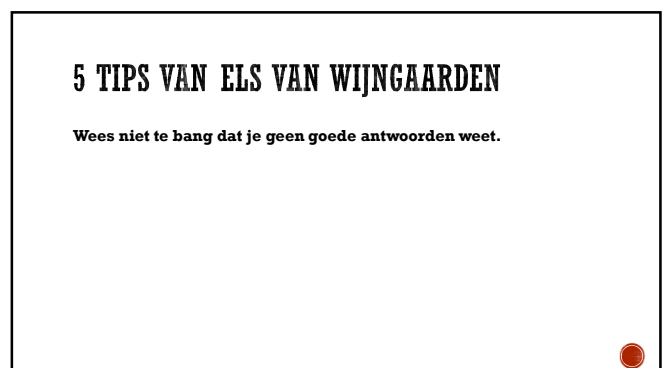 5 TIPS VAN ELS VAN WIJNGAARDEN
Wees niet te bang dat je geen goede antwoorden weet.